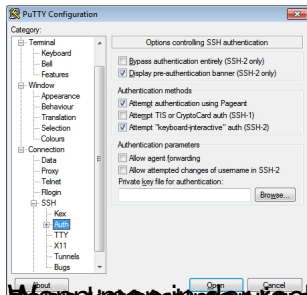 PuTTY Configuration
Category:
Terminal
Keyboard
Bell
Features
Window
Appearance
Behaviour
Translation
Selection
Colours
Connection
Data
Proxy
Telnet
Rlogin
SSH
Kex
Auth
TTY
X11
Tunnels
Bugs
Options controlling SSH authentication
Bypass authentication entirely (SSH-2 only)
Display pre-authentication banner (SSH-2 only)
Authentication methods
Attempt authentication using Pageant
Attempt TIS or CryptoCard auth (SSH-1)
Attempt "keyboard-interactive" auth (SSH-2)
Authentication parameters
Allow agent forwarding
Allow attempted changes of username in SSH-2
Private key file for authentication:
Browse...
About
Open
Cancel